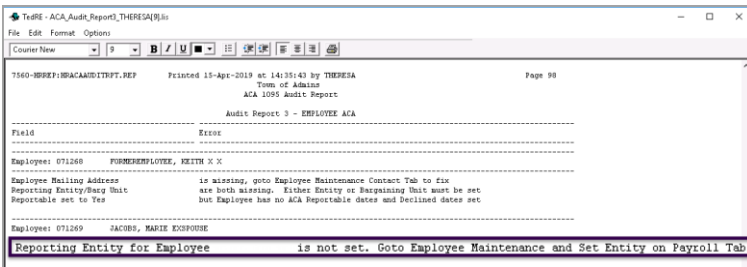 TedRE - ACA_Audit_Report3_THERESA[9].lis
File Edit Format Options
Courier New 9 B I U
7560-HRREP:HRACAAUDITRPT.REP Printed 15-Apr-2019 at 14:35:43 by THERESA Page 98
Town of Admins
ACA 1095 Audit Report
Audit Report 3 - EMPLOYEE ACA
Field Error
Employee: 071268 FORMEREMPLOYEE, KEITH X X
Employee Mailing Address is missing, goto Employee Maintenance Contact Tab to fix
Reporting Entity/Barg Unit are both missing. Either Entity or Bargaining Unit must be set
Reportable set to Yes but Employee has no ACA Reportable dates and Declined dates set
Employee: 071269 JACOBS, MARIE EXSPOUSE
Reporting Entity for Employee is not set. Goto Employee Maintenance and Set Entity on Payroll Tab